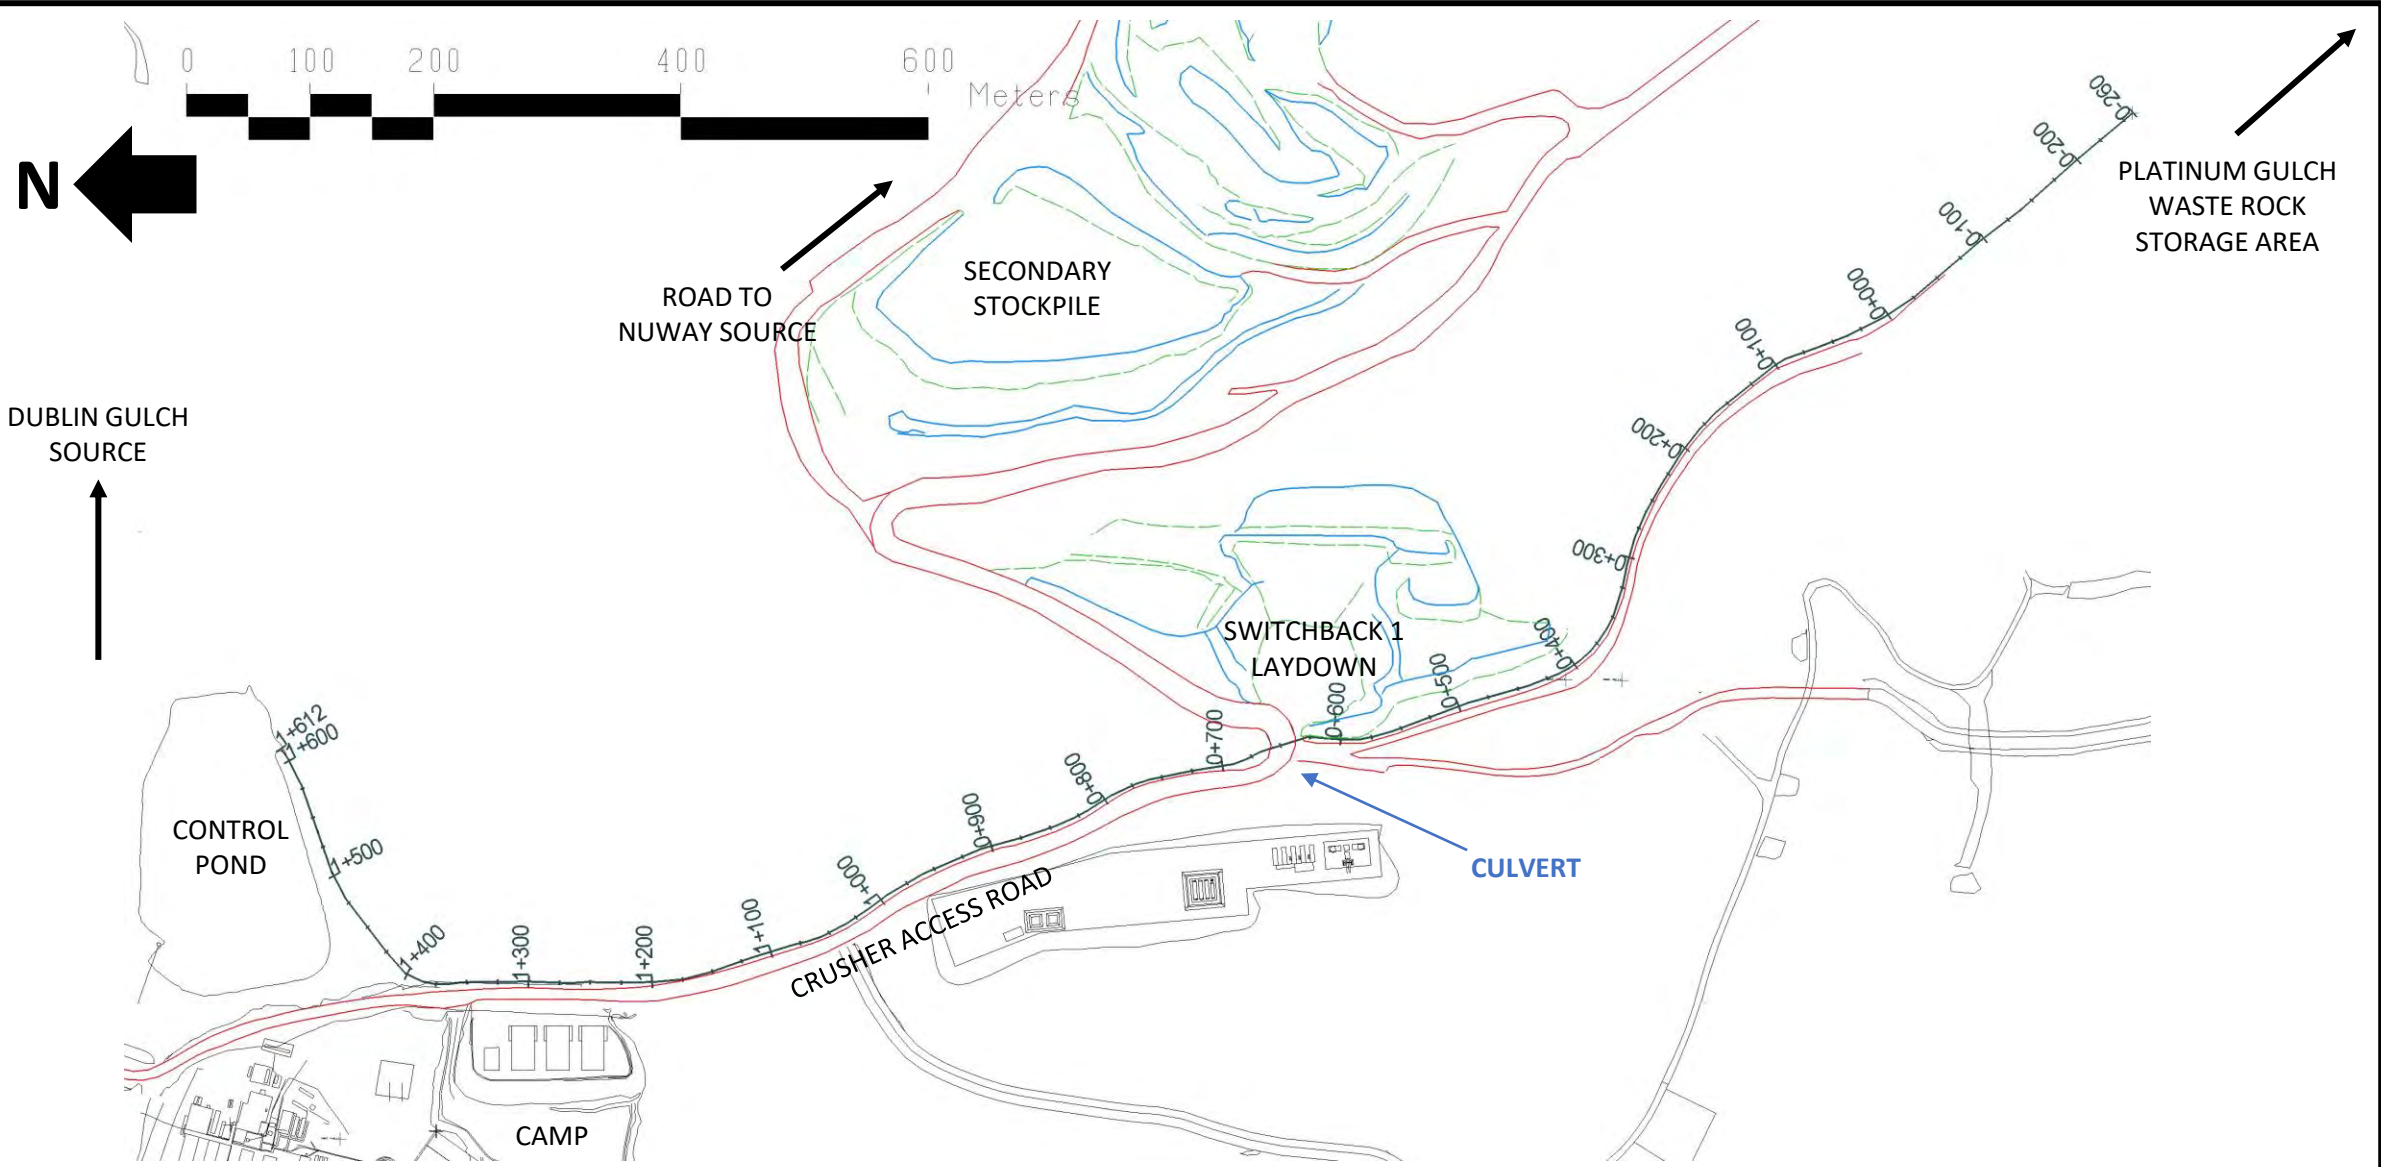 0 100 200 400 600
Meters
N
PLATINUM GULCH
WASTE ROCK
STORAGE AREA
ROAD TO
NUWAY SOURCE
SECONDARY
STOCKPILE
DUBLIN GULCH
SOURCE
SWITCHBACK 1
LAYDOWN
CONTROL
POND
CRUSHER ACCESS ROAD
CULVERT
CAMP
0-260
0-200
0-100
0+000
0+100
0+200
0+300
0+400
0+500
0+600
0+700
0+800
0+900
1+000
1+100
1+200
1+300
1+400
1+500
1+600
1+612